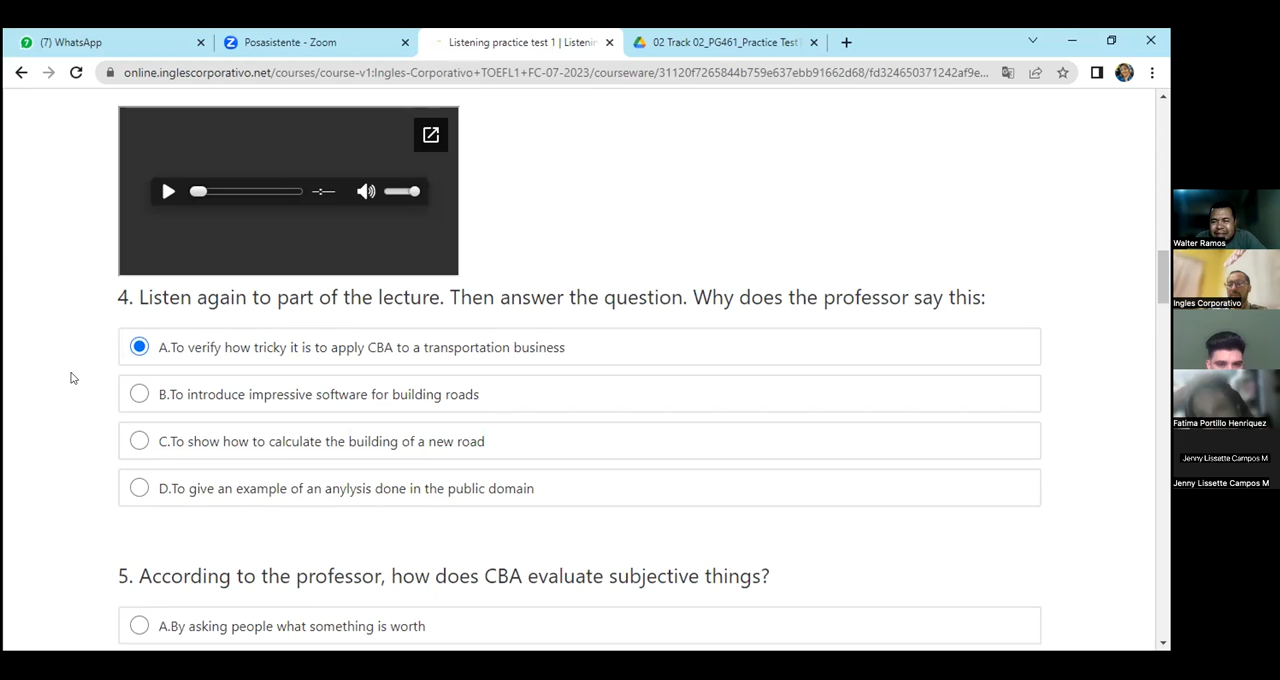 7
(7) WhatsApp
Posasistente - Zoom
Listening practice test 1 | Listenin
02 Track 02_PG461_Practice Test
online.inglescorporativo.net/courses/course-v1:Ingles-Corporativo+TOEFL1+FC-07-2023/courseware/31120f7265844b759e637ebb91662d68/fd324650371242af9e...
4. Listen again to part of the lecture. Then answer the question. Why does the professor say this:
A.To verify how tricky it is to apply CBA to a transportation business
B.To introduce impressive software for building roads
C.To show how to calculate the building of a new road
D.To give an example of an anylysis done in the public domain
5. According to the professor, how does CBA evaluate subjective things?
A.By asking people what something is worth
Walter Ramos
Ingles Corporativo
Fatima Portillo Henriquez
Jenny Lissette Campos M
Jenny Lissette Campos M